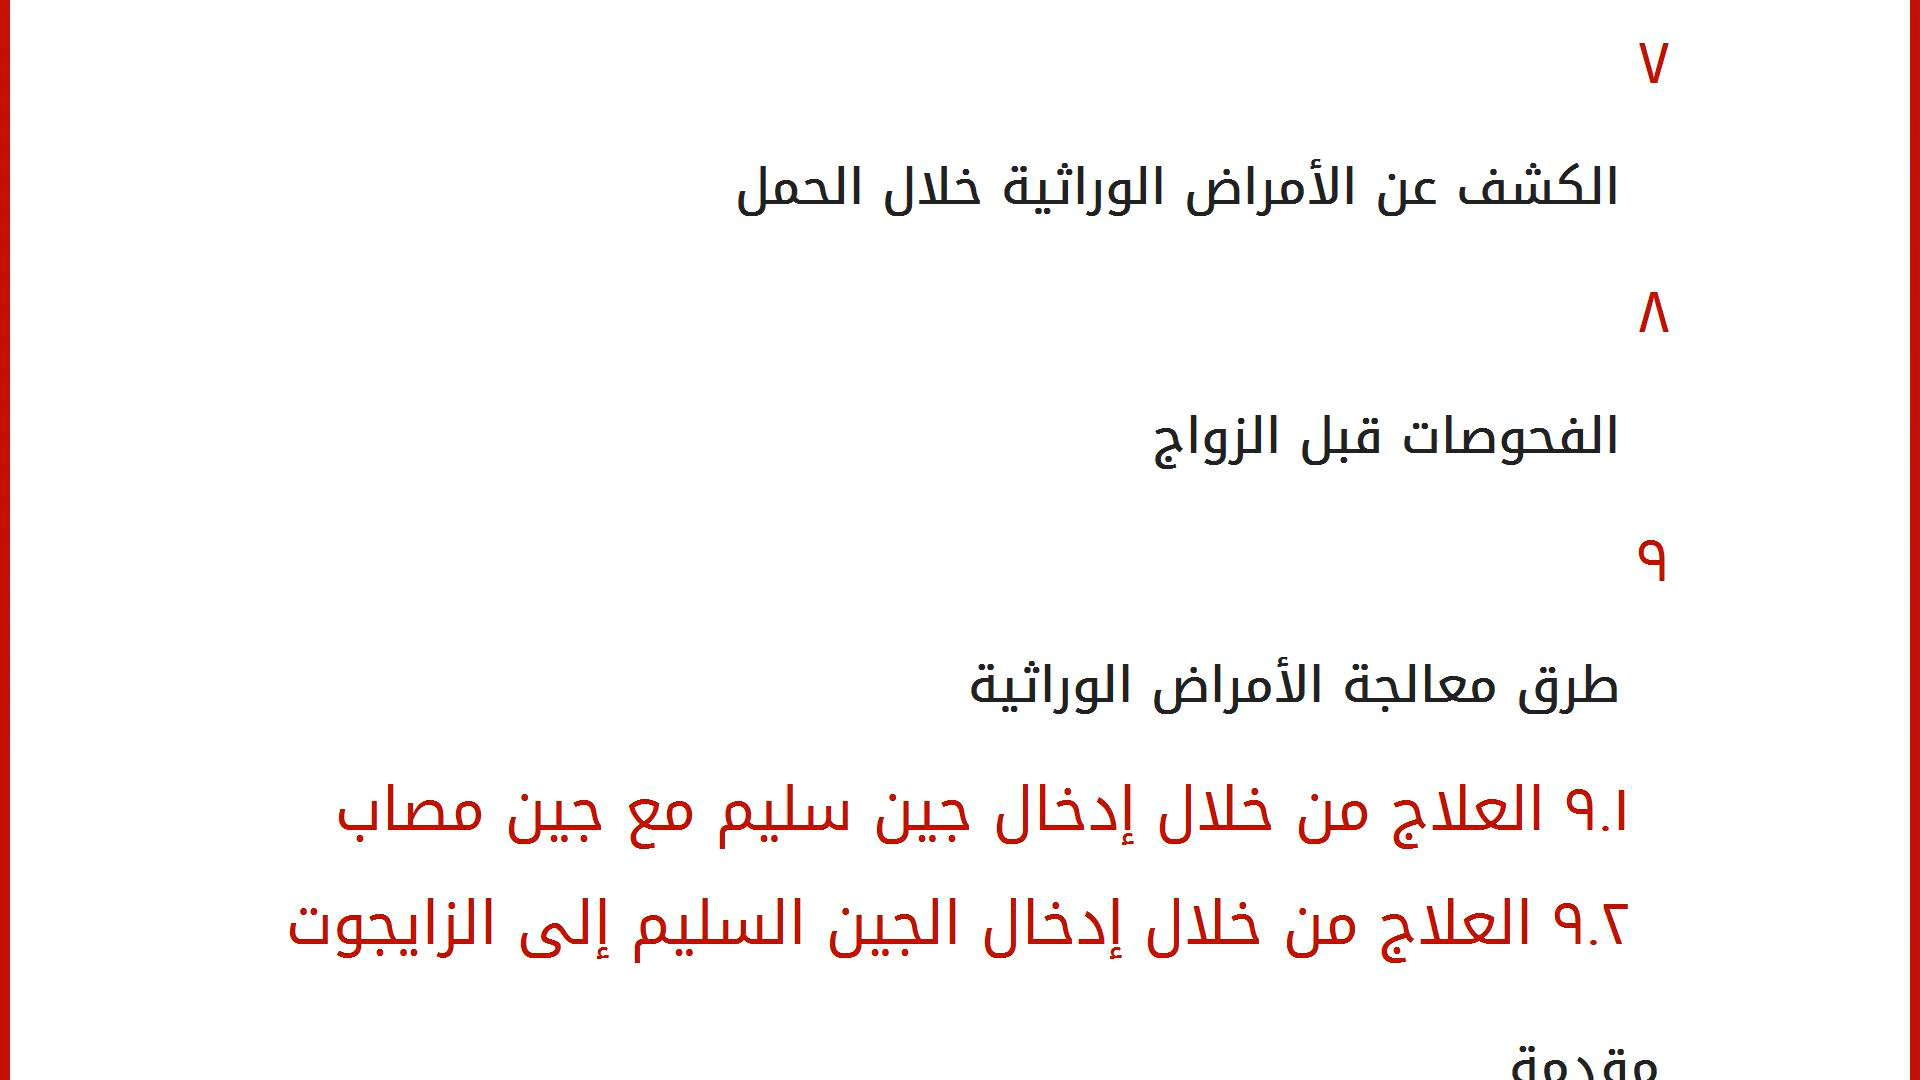 ٧
الكشف عن الأمراض الوراثية خلال الحمل
٨
الفحوصات قبل الزواج
٩
طرق معالجة الأمراض الوراثية
٩.١ العلاج من خلال إدخال جين سليم مع جين مصاب
٩.٢ العلاج من خلال إدخال الجين السليم إلى الزايجوت
مقدمة